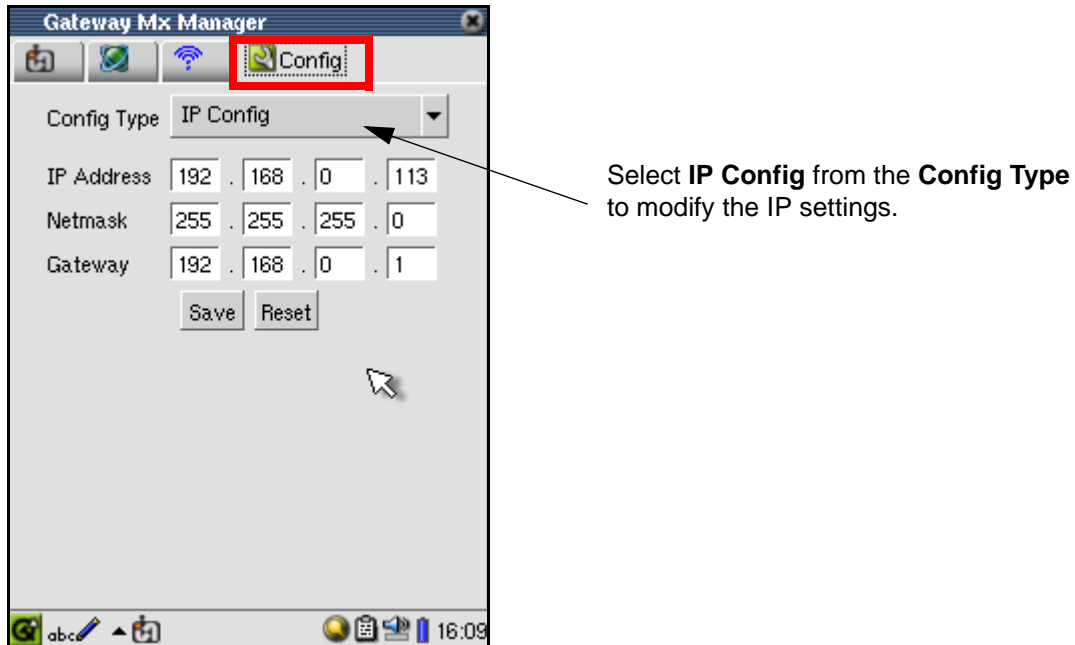 Gateway Mx Manager
Config
Config Type IP Config
IP Address 192 . 168 . 0 . 113
Netmask 255 . 255 . 255 . 0
Gateway 192 . 168 . 0 . 1
Save Reset
Select IP Config from the Config Type
to modify the IP settings.
abc 16:09